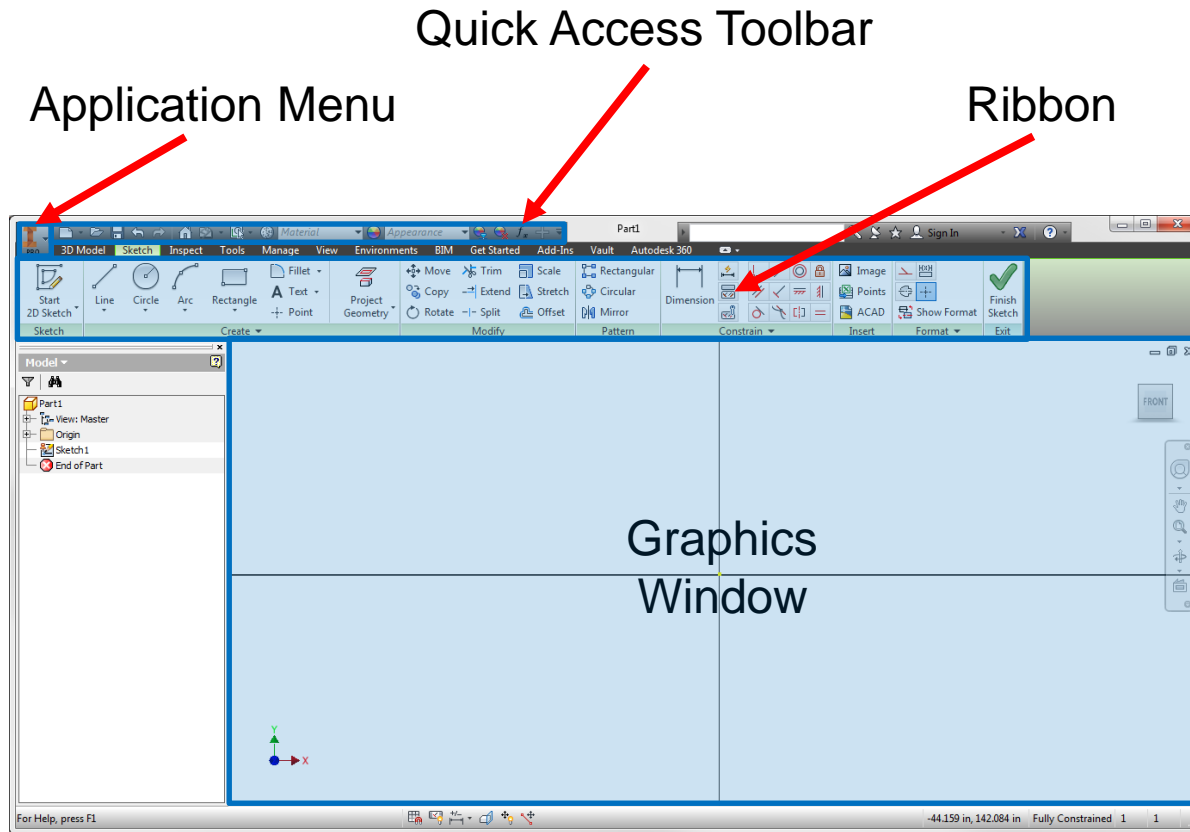 Quick Access Toolbar
Application Menu
Ribbon
PRO
Material
Appearance
fx
Part1
Sign In
3D Model Sketch Inspect Tools Manage View Environments BIM Get Started Add-Ins Vault Autodesk 360
Start
2D Sketch
Line
Circle
Arc
Rectangle
Fillet
Text
Point
Project
Geometry
Move
Copy
Rotate
Trim
Extend
Split
Scale
Stretch
Offset
Rectangular
Circular
Mirror
Dimension
Image
Points
ACAD
Show Format
Finish
Sketch
Sketch
Create
Modify
Pattern
Constrain
Insert
Format
Exit
Model
Part1
View: Master
Origin
Sketch1
End of Part
FRONT
Graphics
Window
Y
X
For Help, press F1
-44.159 in, 142.084 in Fully Constrained 1 1